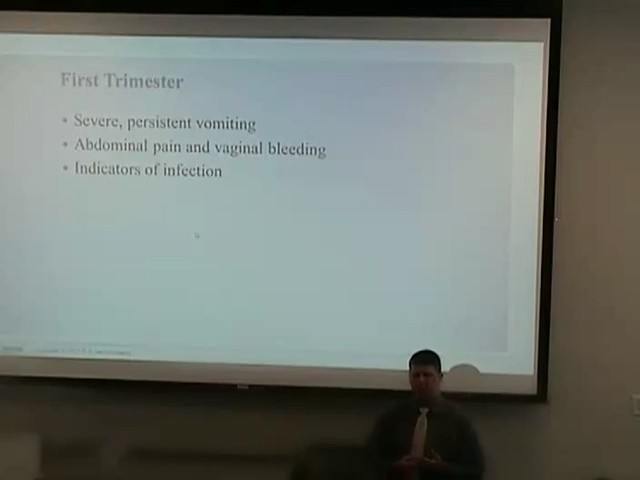 First Trimester
• Severe, persistent vomiting
• Abdominal pain and vaginal bleeding
• Indicators of infection